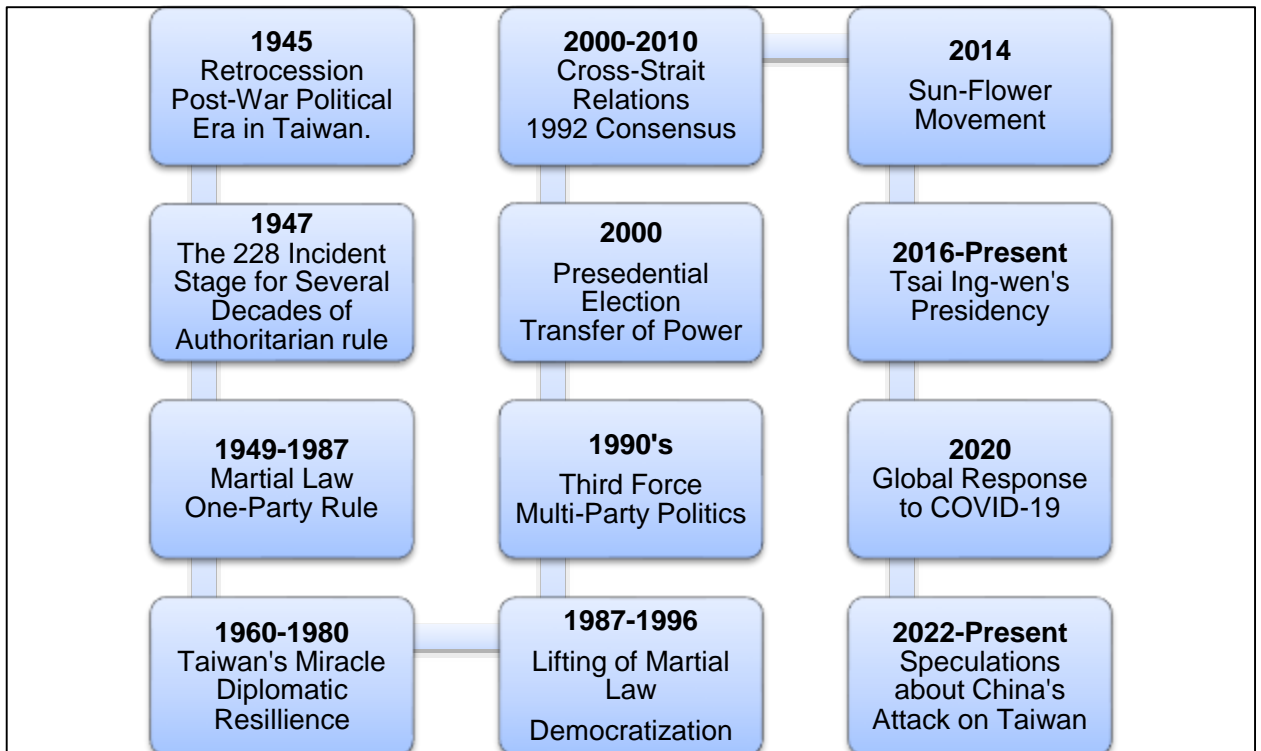 1945
Retrocession
Post-War Political
Era in Taiwan.
1947
The 228 Incident
Stage for Several
Decades of
Authoritarian rule
1949-1987
Martial Law
One-Party Rule
1960-1980
Taiwan's Miracle
Diplomatic
Resillience
1987-1996
Lifting of Martial
Law
Democratization
1990's
Third Force
Multi-Party Politics
2000
Presedential
Election
Transfer of Power
2000-2010
Cross-Strait
Relations
1992 Consensus
2014
Sun-Flower
Movement
2016-Present
Tsai Ing-wen's
Presidency
2020
Global Response
to COVID-19
2022-Present
Speculations
about China's
Attack on Taiwan